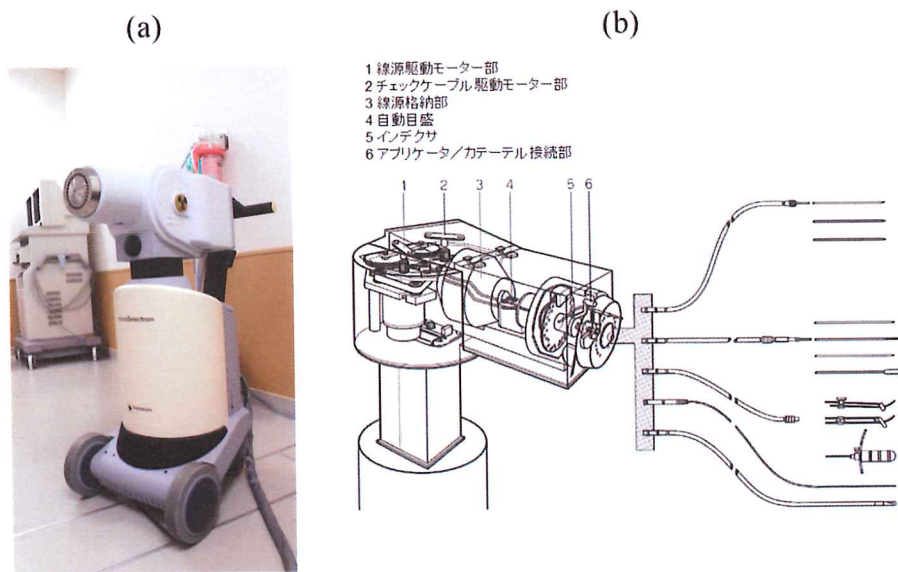 (a)
(b)
1 線源駆動モーター部
2 チェックケーブル駆動モーター部
3 線源格納部
4 自動目盛
5 インデクサ
6 アプリケータ/カテーテル接続部
1 2 3 4 5 6